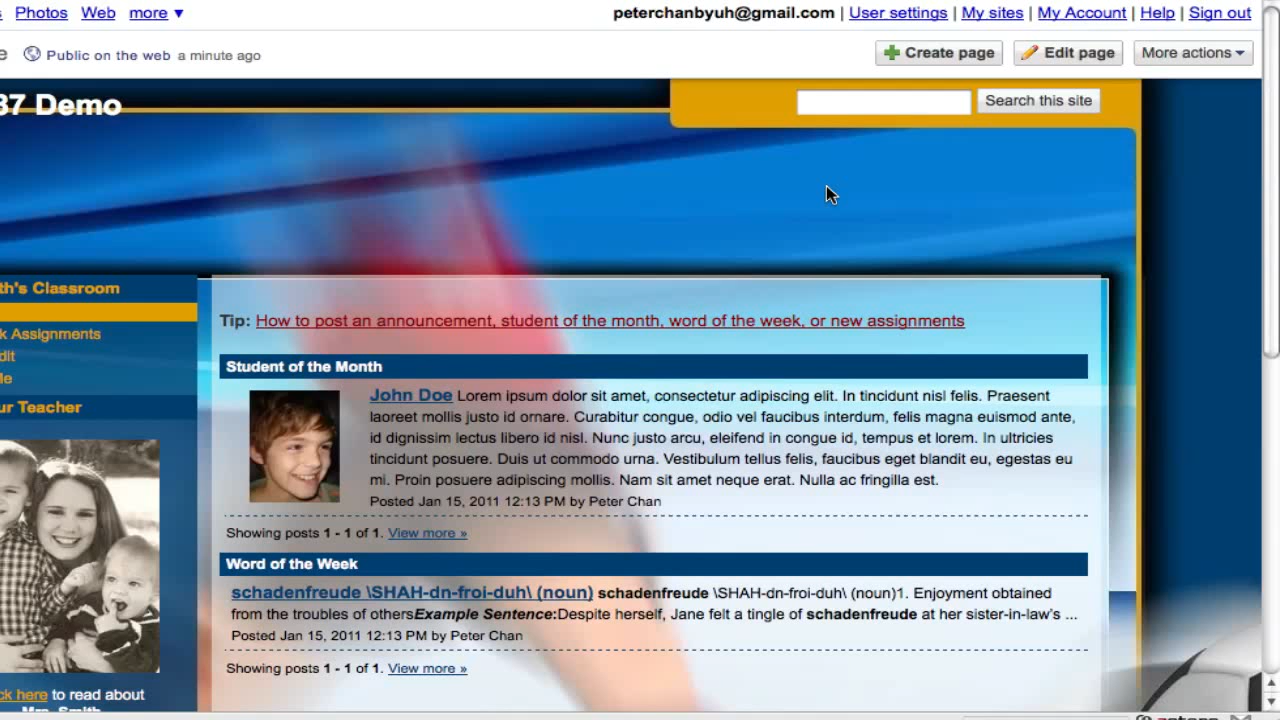 Photos Web more ▼ peterchanbyuh@gmail.com | User settings | My sites | My Account | Help | Sign out
Public on the web a minute ago Create page Edit page More actions
37 Demo Search this site
th's Classroom
k Assignments
dit
le
ur Teacher
ck here to read about
Mrs. Smith
Tip: How to post an announcement, student of the month, word of the week, or new assignments
Student of the Month
John Doe Lorem ipsum dolor sit amet, consectetur adipiscing elit. In tincidunt nisl felis. Praesent
laoreet mollis justo id ornare. Curabitur congue, odio vel faucibus interdum, felis magna euismod ante,
id dignissim lectus libero id nisl. Nunc justo arcu, eleifend in congue id, tempus et lorem. In ultricies
tincidunt posuere. Duis ut commodo urna. Vestibulum tellus felis, faucibus eget blandit eu, egestas eu
mi. Proin posuere adipiscing mollis. Nam sit amet neque erat. Nulla ac fringilla est.
Posted Jan 15, 2011 12:13 PM by Peter Chan
Showing posts 1 - 1 of 1. View more »
Word of the Week
schadenfreude \SHAH-dn-froi-duh\ (noun) schadenfreude \SHAH-dn-froi-duh\ (noun)1. Enjoyment obtained
from the troubles of othersExample Sentence:Despite herself, Jane felt a tingle of schadenfreude at her sister-in-law's ...
Posted Jan 15, 2011 12:13 PM by Peter Chan
Showing posts 1 - 1 of 1. View more »